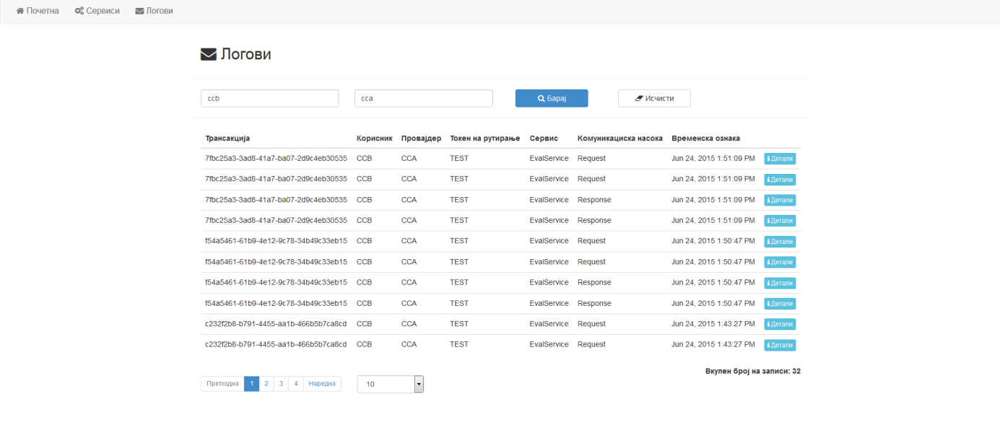 Почетна Сервиси Логови
Логови
ccb cca Барај Исчисти
Трансакција Корисник Провајдер Токен на рутирање Сервис Комуникациска насока Временска ознака
7fbc25a3-3ad8-41a7-ba07-2d9c4eb30535 CCB CCA TEST EvalService Request Jun 24, 2015 1:51:09 PM Детали
7fbc25a3-3ad8-41a7-ba07-2d9c4eb30535 CCB CCA TEST EvalService Request Jun 24, 2015 1:51:09 PM Детали
7fbc25a3-3ad8-41a7-ba07-2d9c4eb30535 CCB CCA TEST EvalService Response Jun 24, 2015 1:51:09 PM Детали
7fbc25a3-3ad8-41a7-ba07-2d9c4eb30535 CCB CCA TEST EvalService Response Jun 24, 2015 1:51:09 PM Детали
f54a5461-61b9-4e12-9c78-34b49c33eb15 CCB CCA TEST EvalService Request Jun 24, 2015 1:50:47 PM Детали
f54a5461-61b9-4e12-9c78-34b49c33eb15 CCB CCA TEST EvalService Request Jun 24, 2015 1:50:47 PM Детали
f54a5461-61b9-4e12-9c78-34b49c33eb15 CCB CCA TEST EvalService Response Jun 24, 2015 1:50:47 PM Детали
f54a5461-61b9-4e12-9c78-34b49c33eb15 CCB CCA TEST EvalService Response Jun 24, 2015 1:50:47 PM Детали
c232f2b8-b791-4455-aa1b-466b5b7ca8cd CCB CCA TEST EvalService Request Jun 24, 2015 1:43:27 PM Детали
c232f2b8-b791-4455-aa1b-466b5b7ca8cd CCB CCA TEST EvalService Request Jun 24, 2015 1:43:27 PM Детали
Вкупен број на записи: 32
Претходна 1 2 3 4 Наредна 10